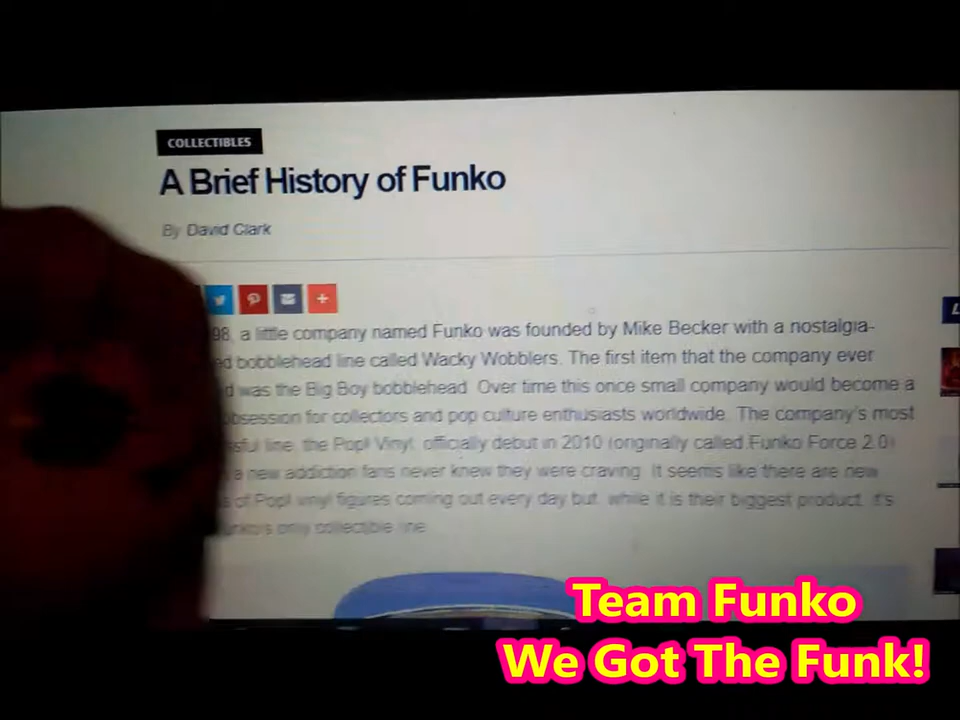 COLLECTIBLES
A Brief History of Funko
By David Clark
98, a little company named Funko was founded by Mike Becker with a nostalgia-
ed bobblehead line called Wacky Wobblers. The first item that the company ever
d was the Big Boy bobblehead. Over time this once small company would become a
obsession for collectors and pop culture enthusiasts worldwide. The company's most
sful line, the Pop! Vinyl, officially debut in 2010 (originally called Funko Force 2.0)
a new addiction fans never knew they were craving. It seems like there are new
s of Pop! vinyl figures coming out every day but, while it is their biggest product, it's
unko's only collectible line.
Team Funko
We Got The Funk!